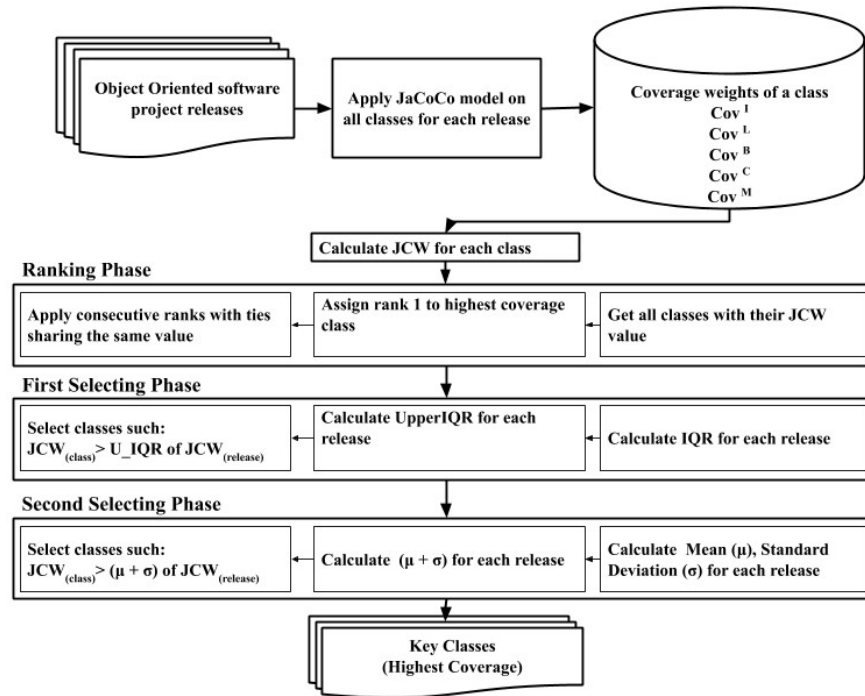 Object Oriented software
project releases
Apply JaCoCo model on
all classes for each release
Coverage weights of a class
Cov I
Cov L
Cov B
Cov C
Cov M
Calculate JCW for each class
Ranking Phase
Apply consecutive ranks with ties
sharing the same value
Assign rank 1 to highest coverage
class
Get all classes with their JCW
value
First Selecting Phase
Select classes such:
JCW(class)> U_IQR of JCW(release)
Calculate UpperIQR for each
release
Calculate IQR for each release
Second Selecting Phase
Select classes such:
JCW(class)> (μ + σ) of JCW(release)
Calculate (μ + σ) for each release
Calculate Mean (μ), Standard
Deviation (σ) for each release
Key Classes
(Highest Coverage)